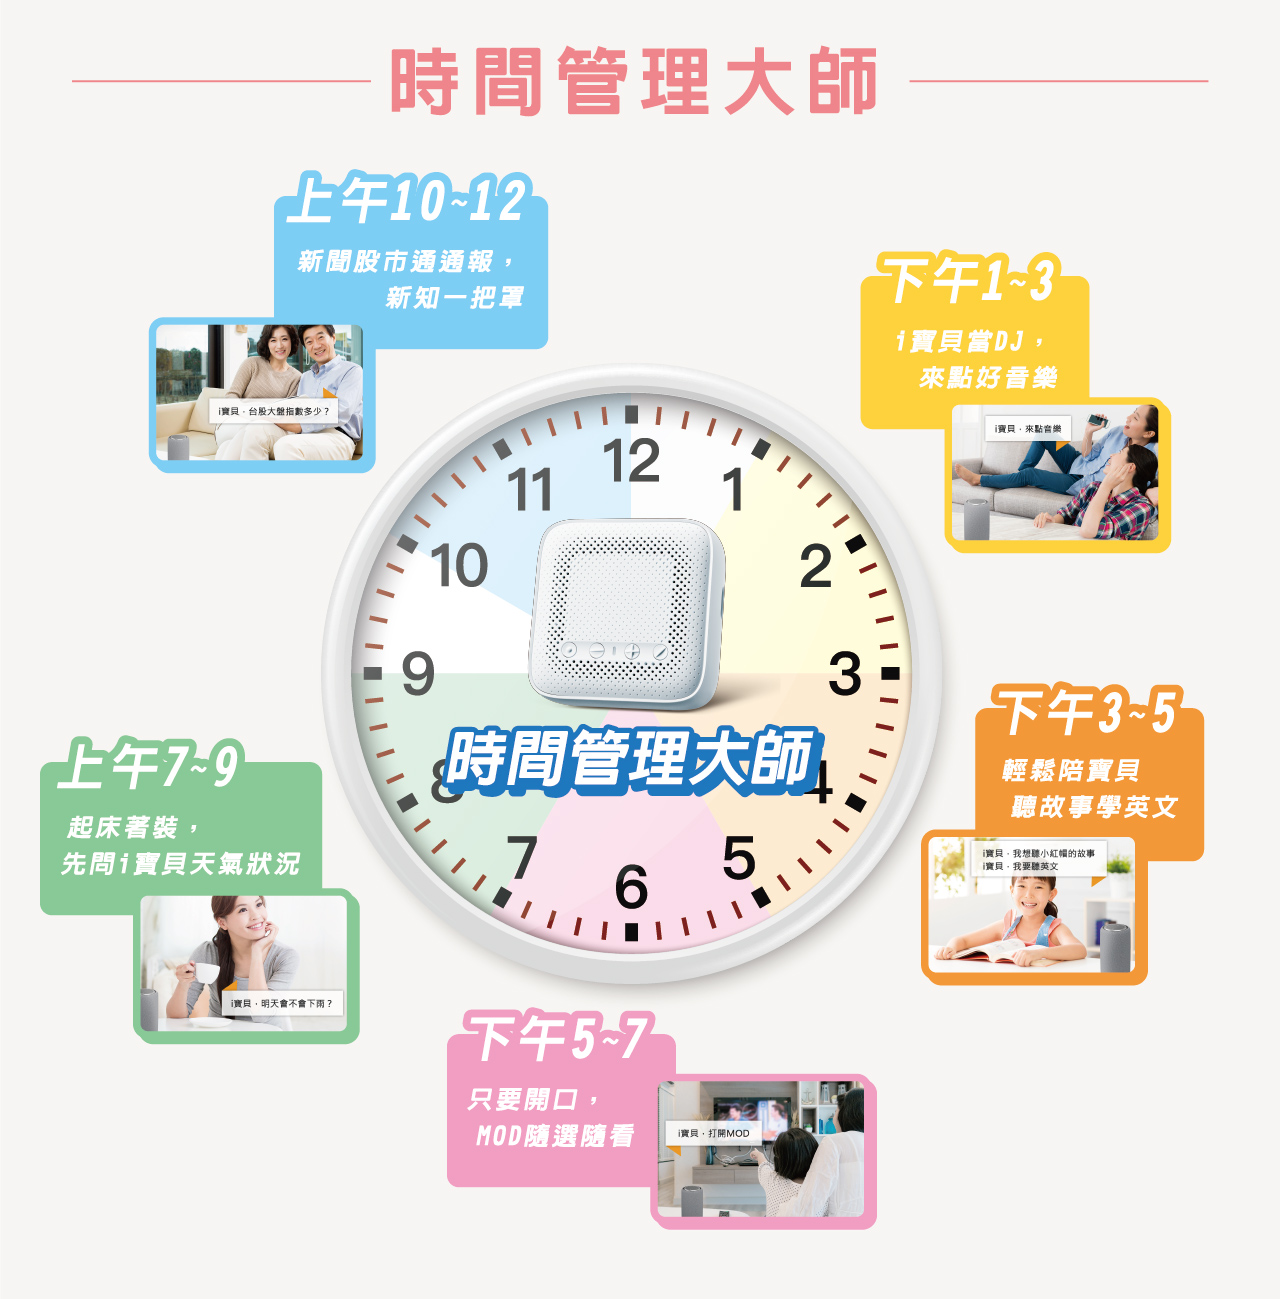 時間管理大師
上午10~12
新聞股市通通報，
新知一把罩
i寶貝，台股大盤指數多少？
下午1~3
i寶貝當DJ，
來點好音樂
i寶貝，來點音樂
12
1
2
3
4
5
6
7
8
9
10
11
時間管理大師
下午3~5
輕鬆陪寶貝
聽故事學英文
i寶貝，我想聽小紅帽的故事
i寶貝，我要聽英文
上午7~9
起床著裝，
先問i寶貝天氣狀況
i寶貝，明天會不會下雨？
下午5~7
只要開口，
MOD隨選隨看
i寶貝，打開MOD